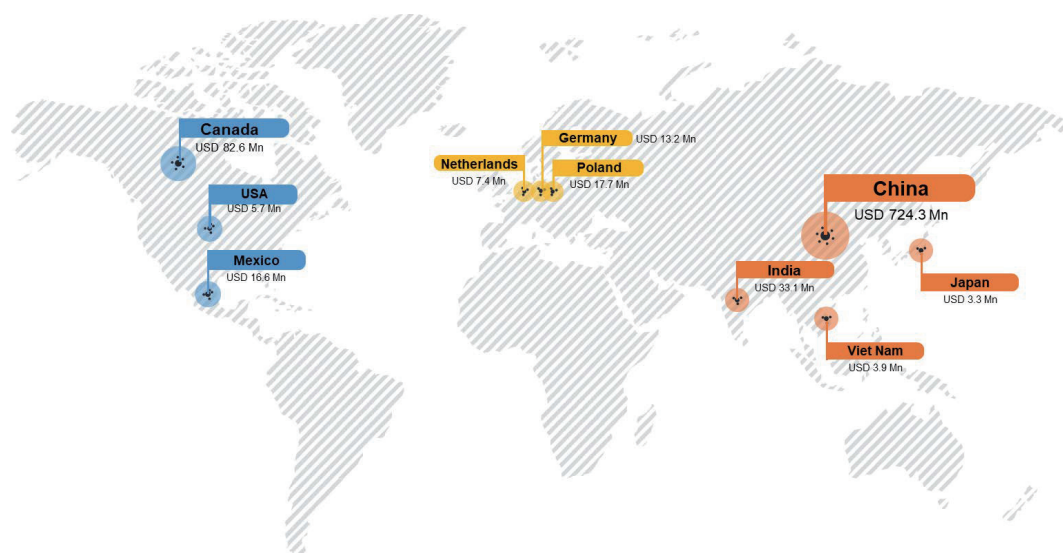 Canada
USD 82.6 Mn
USA
USD 5.7 Mn
Mexico
USD 16.6 Mn
Germany USD 13.2 Mn
Netherlands
USD 7.4 Mn
Poland
USD 17.7 Mn
China
USD 724.3 Mn
India
USD 33.1 Mn
Japan
USD 3.3 Mn
Viet Nam
USD 3.9 Mn